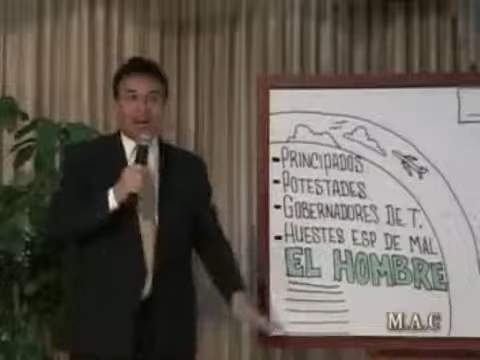 -PRINCIPADOS
-POTESTADES
-GOBERNADORES DE T.
-HUESTES ESP DE MAL
EL HOMBRE
M.A.C